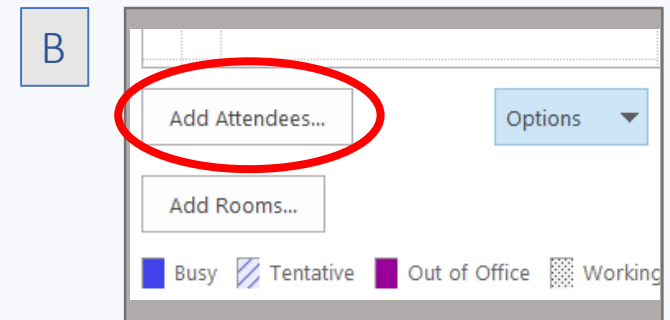 B
Add Attendees...
Options
Add Rooms...
Busy Tentative Out of Office Working